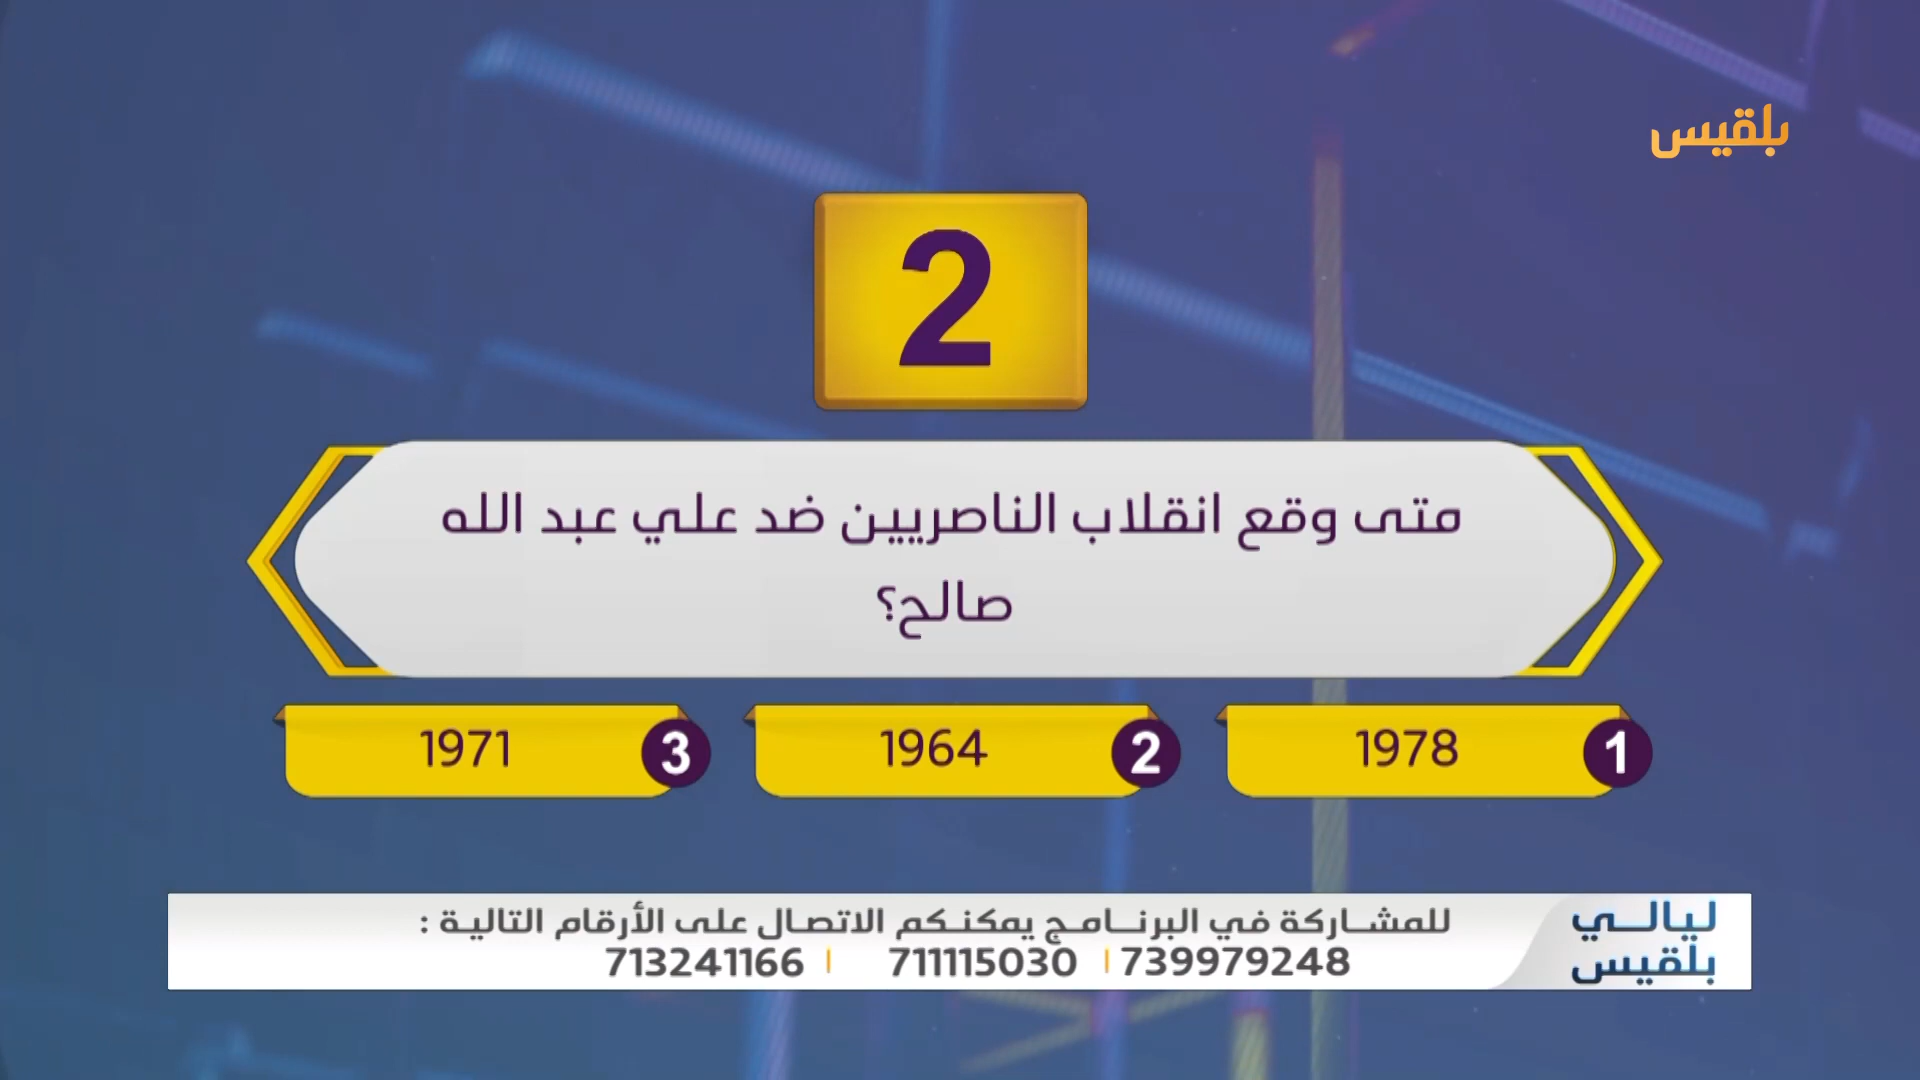 بلقيس
2
متى وقع انقلاب الناصريين ضد علي عبد الله
صالح؟
1 1978
2 1964
3 1971
ليالي
بلقيس
للمشاركة في البرنامج يمكنكم الاتصال على الأرقام التالية :
739979248 | 711115030 | 713241166